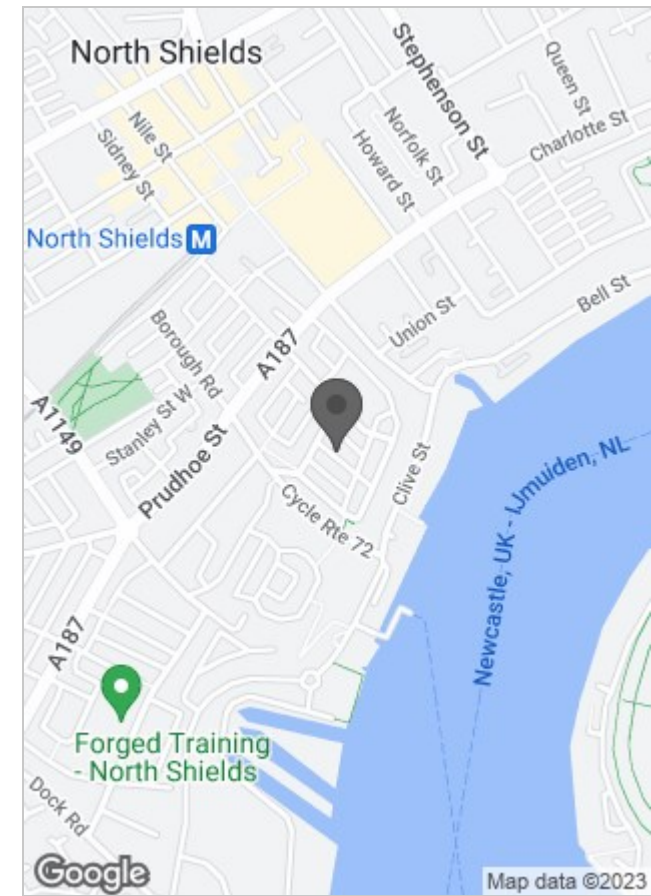 North Shields
Stephenson St
Queen St
Nile St
Sidney St
Norfolk St
Howard St
Charlotte St
North Shields M
Bell St
Union St
Borough Rd
A187
A1149
Stanley St W
Prudhoe St
Clive St
Cycle Rte 72
Newcastle, UK - IJmuiden, NL
A187
Forged Training
- North Shields
Dock Rd
Google
Map data ©2023